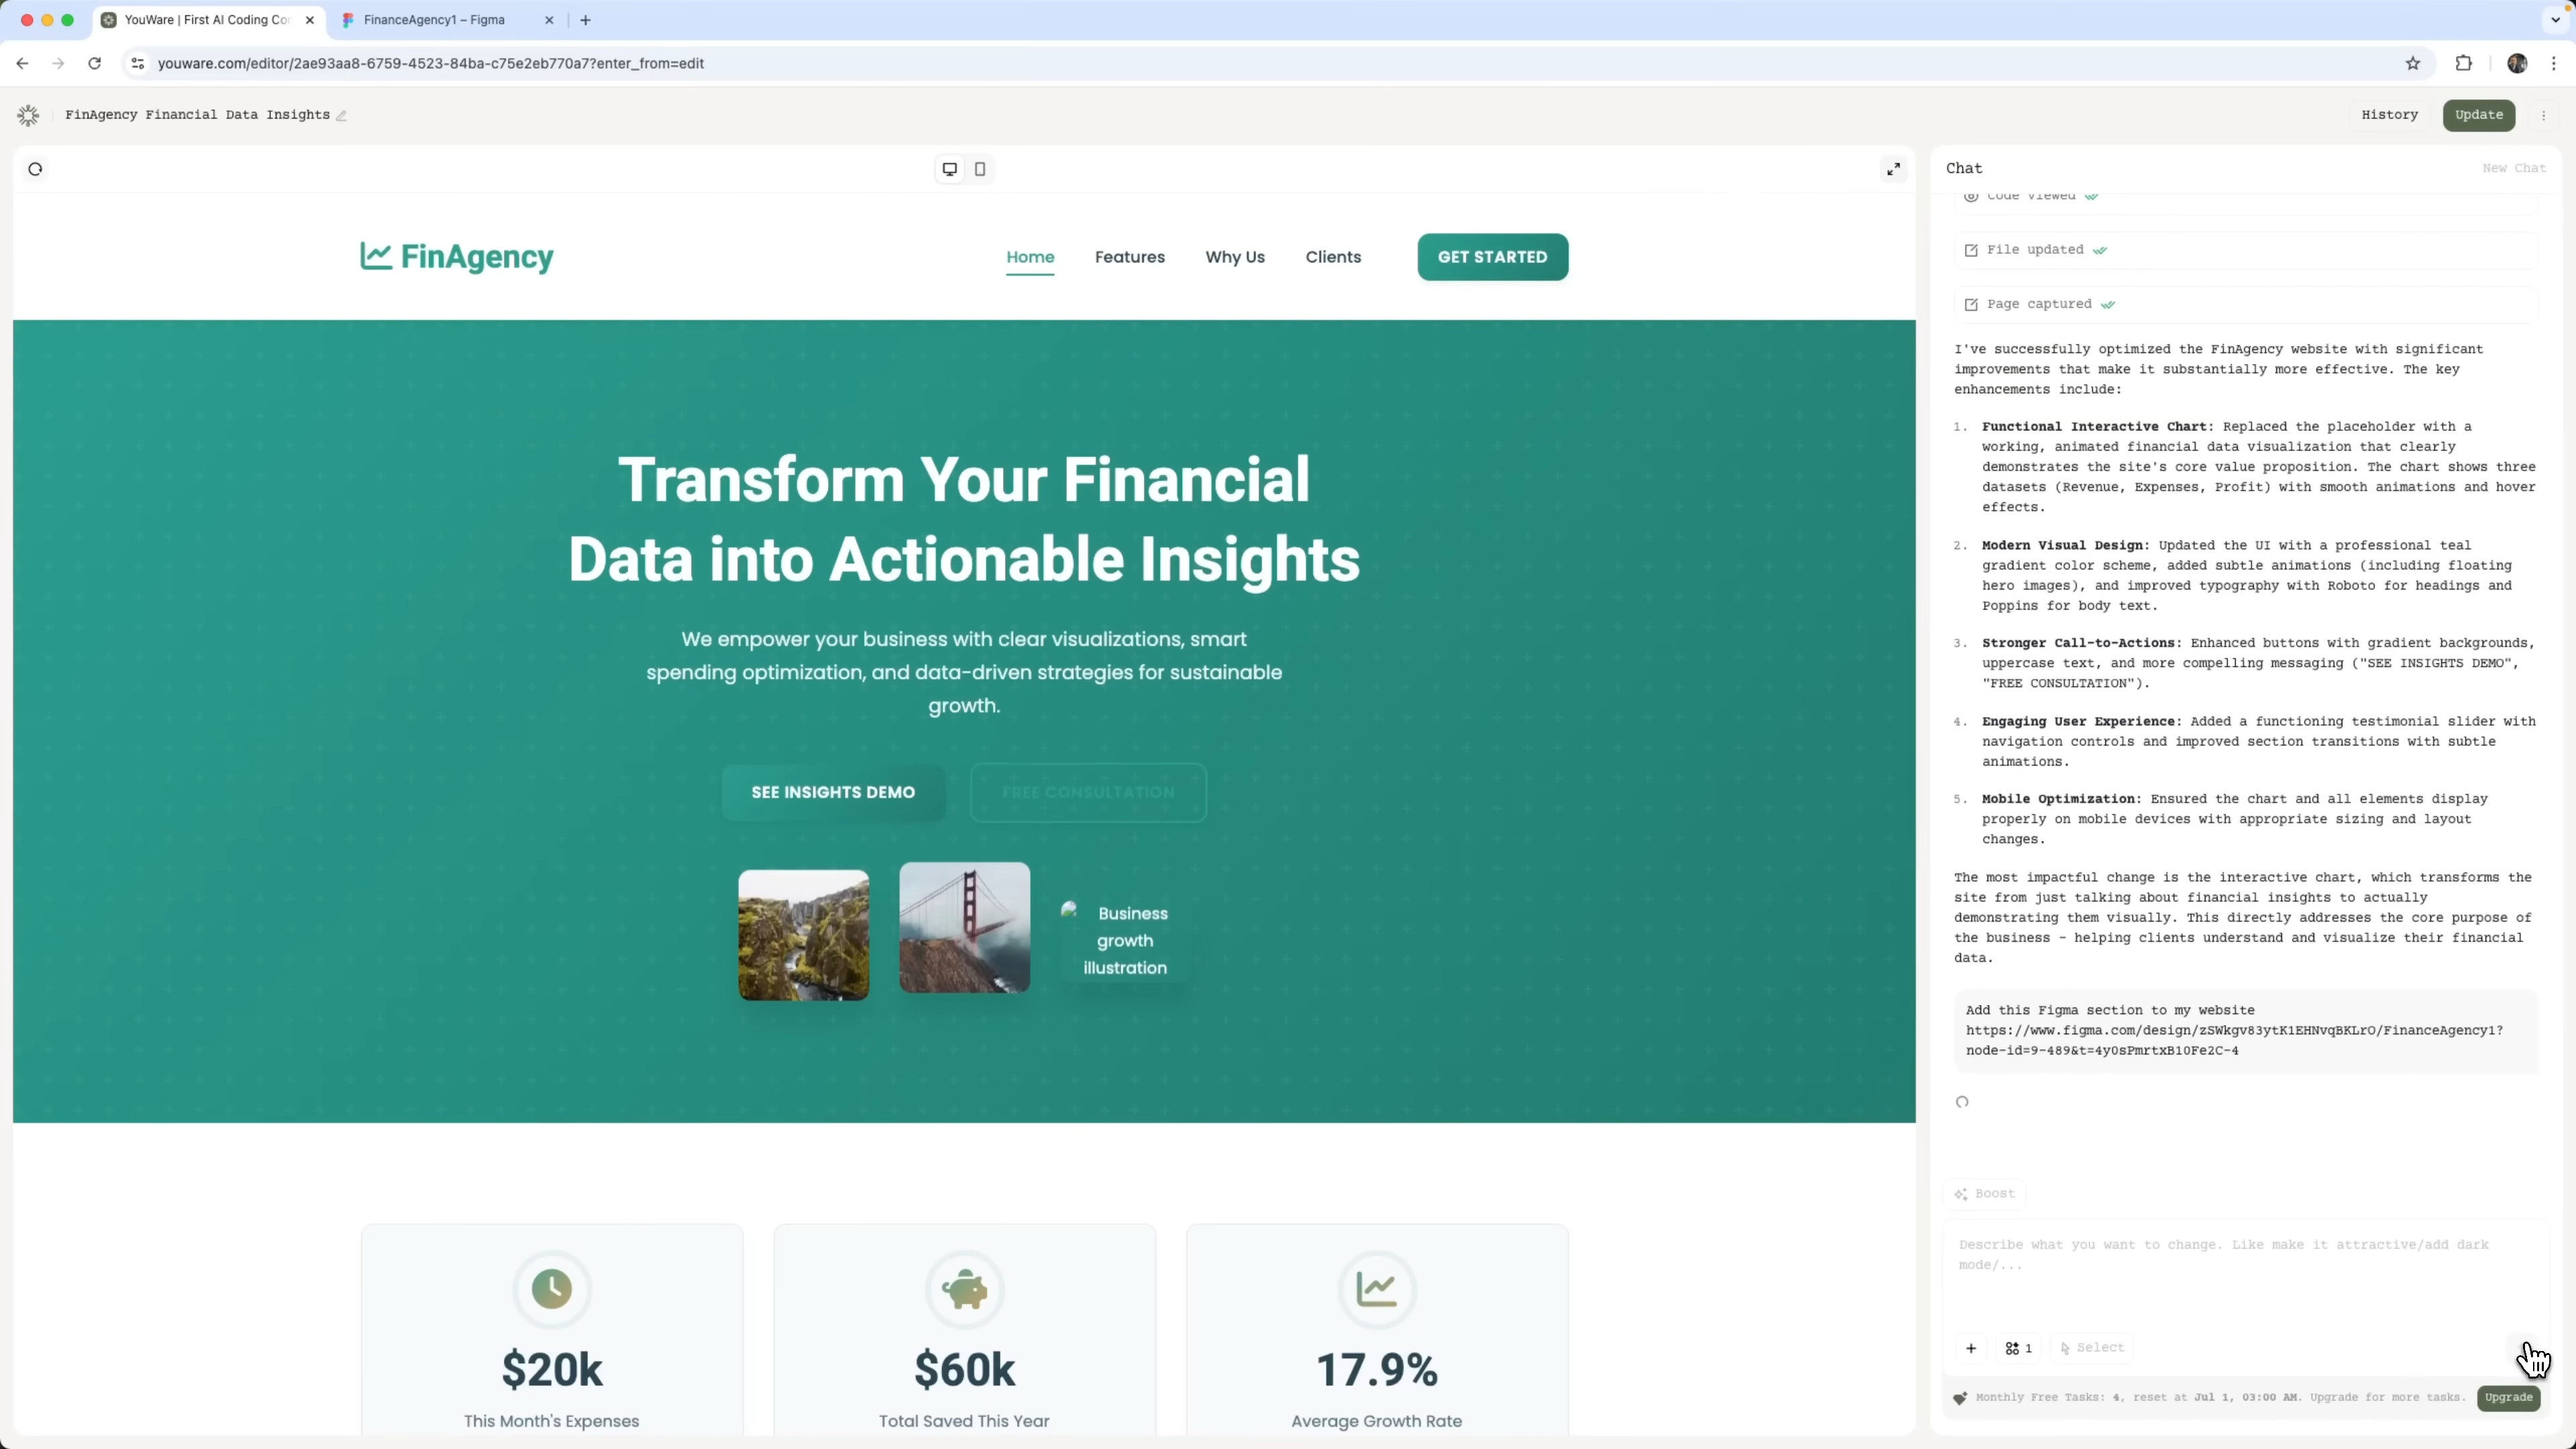 YouWare | First AI Coding Co
FinanceAgency1 – Figma
youware.com/editor/2ae93aa8-6759-4523-84ba-c75e2eb770a7?enter_from=edit
FinAgency Financial Data Insights
History
Update
FinAgency
Home
Features
Why Us
Clients
GET STARTED
Transform Your Financial
Data into Actionable Insights
We empower your business with clear visualizations, smart
spending optimization, and data-driven strategies for sustainable
growth.
SEE INSIGHTS DEMO
FREE CONSULTATION
Business
growth
illustration
$20k
This Month's Expenses
$60k
Total Saved This Year
17.9%
Average Growth Rate
Chat
New Chat
Code viewed
File updated
Page captured
I've successfully optimized the FinAgency website with significant
improvements that make it substantially more effective. The key
enhancements include:
1. Functional Interactive Chart: Replaced the placeholder with a
working, animated financial data visualization that clearly
demonstrates the site's core value proposition. The chart shows three
datasets (Revenue, Expenses, Profit) with smooth animations and hover
effects.
2. Modern Visual Design: Updated the UI with a professional teal
gradient color scheme, added subtle animations (including floating
hero images), and improved typography with Roboto for headings and
Poppins for body text.
3. Stronger Call-to-Actions: Enhanced buttons with gradient backgrounds,
uppercase text, and more compelling messaging ("SEE INSIGHTS DEMO",
"FREE CONSULTATION").
4. Engaging User Experience: Added a functioning testimonial slider with
navigation controls and improved section transitions with subtle
animations.
5. Mobile Optimization: Ensured the chart and all elements display
properly on mobile devices with appropriate sizing and layout
changes.
The most impactful change is the interactive chart, which transforms the
site from just talking about financial insights to actually
demonstrating them visually. This directly addresses the core purpose of
the business - helping clients understand and visualize their financial
data.
Add this Figma section to my website
https://www.figma.com/design/zSWkgv83ytK1EHNvqBKLrO/FinanceAgency1?
node-id=9-489&t=4y0sPmrtxB10Fe2C-4
Boost
Describe what you want to change. Like make it attractive/add dark
mode/...
1
Select
Monthly Free Tasks: 4, reset at Jul 1, 03:00 AM. Upgrade for more tasks.
Upgrade